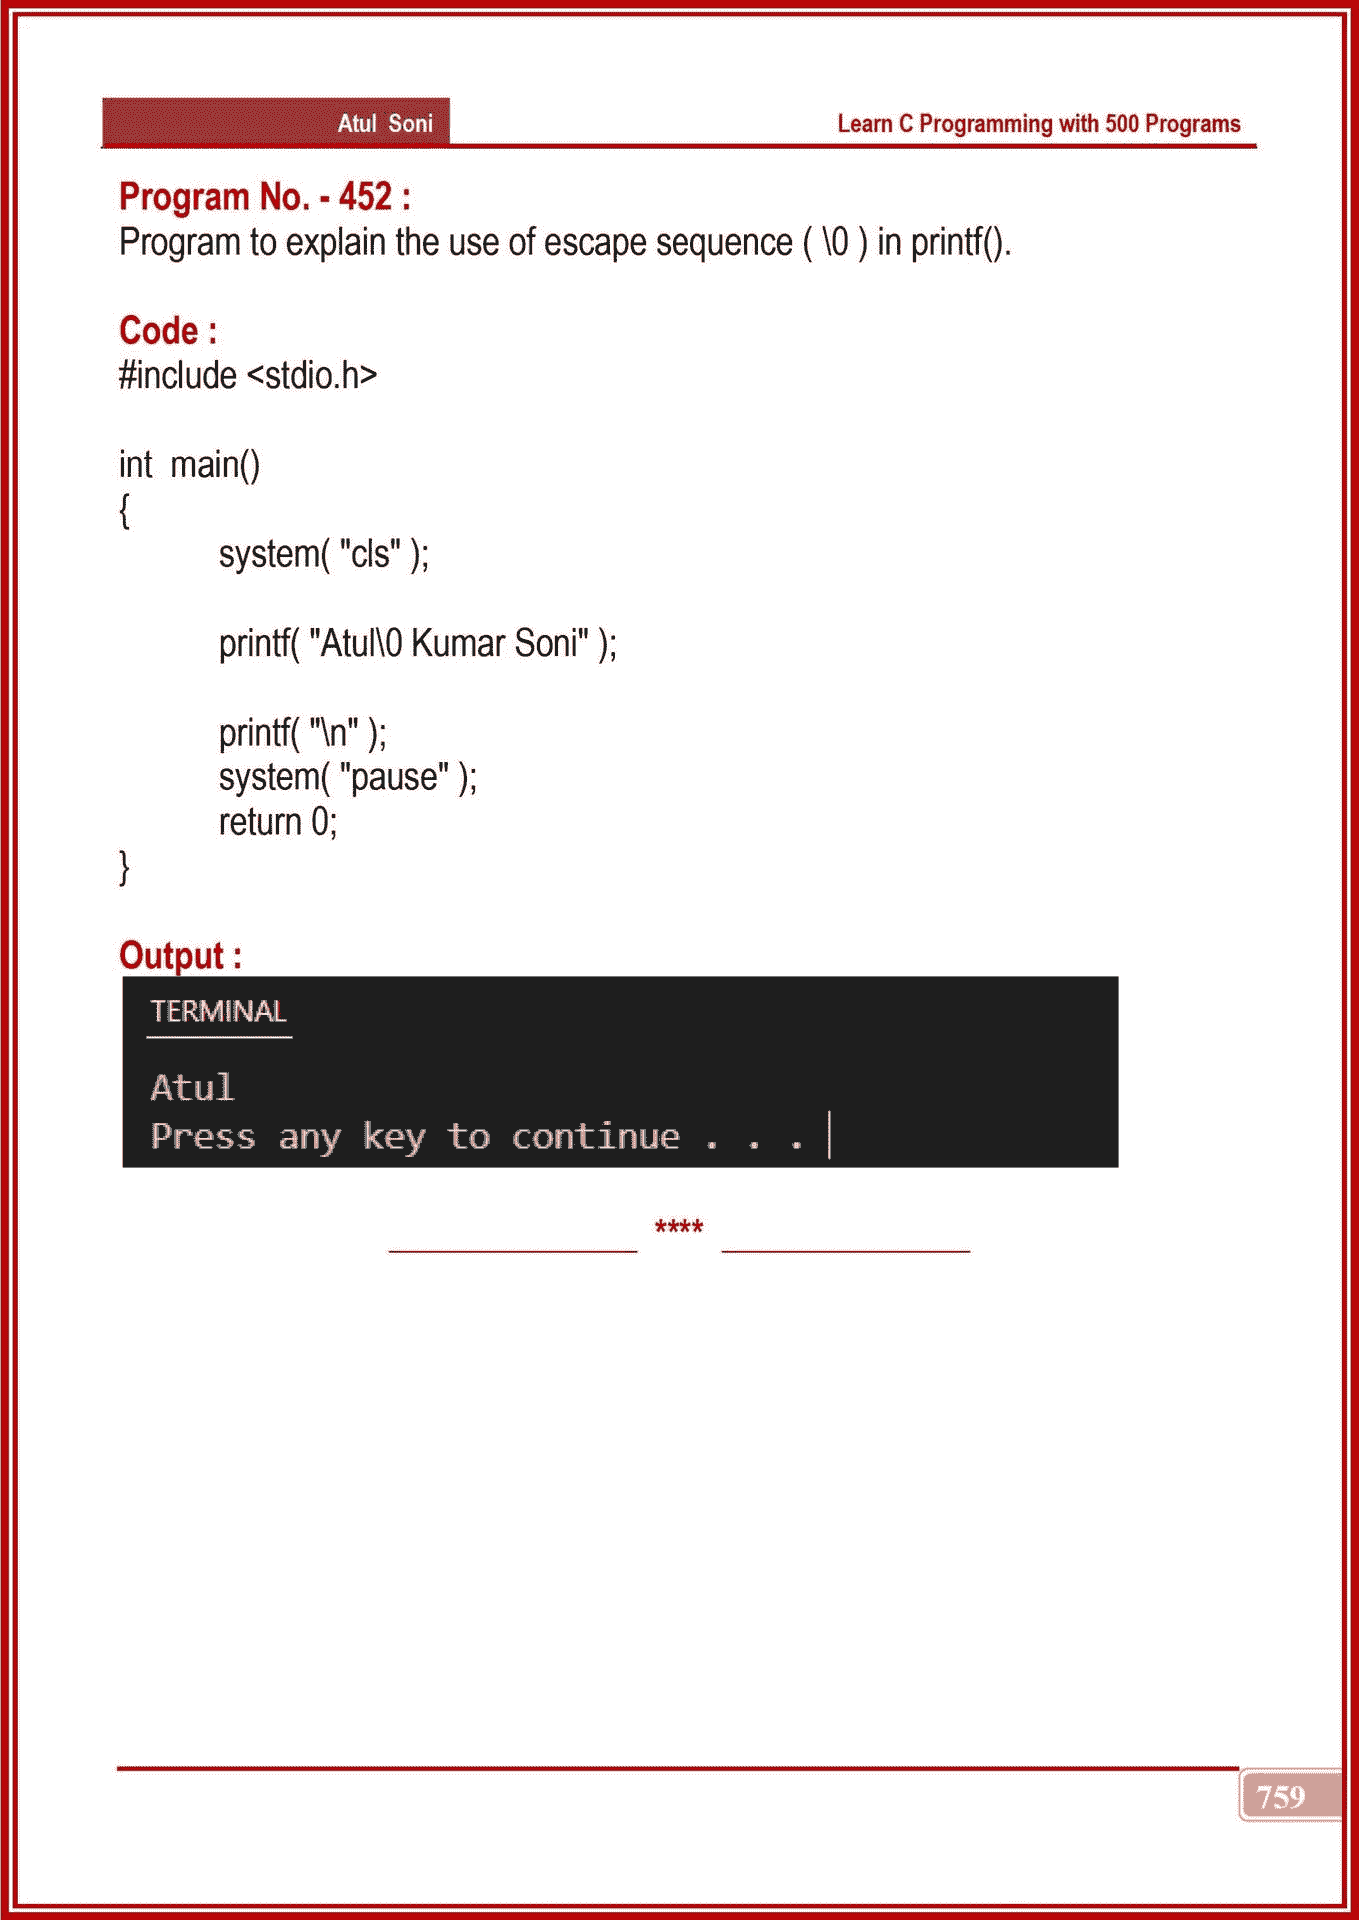 Atul Soni
Learn C Programming with 500 Programs
Program No. - 452 :
Program to explain the use of escape sequence ( \0 ) in printf().
Code :
#include <stdio.h>
int main()
{
system( "cls" );
printf( "Atul\0 Kumar Soni" );
printf( "\n" );
system( "pause" );
return 0;
}
Output :
TERMINAL
Atul
Press any key to continue . . .
****
759